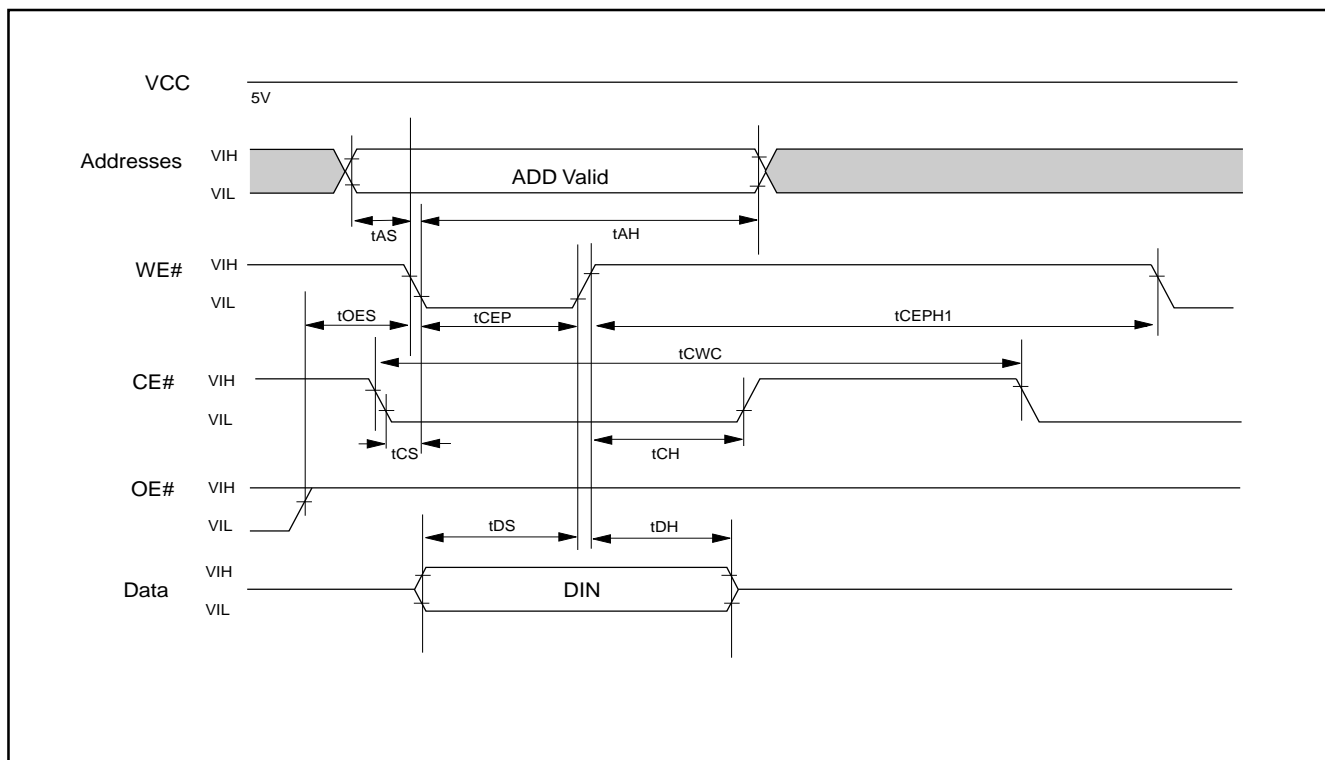 VCC
5V
Addresses
VIH
VIL
ADD Valid
tAS
tAH
WE#
VIH
VIL
tOES
tCEP
tCEPH1
tCWC
CE#
VIH
VIL
tCS
tCH
OE#
VIH
VIL
tDS
tDH
Data
VIH
VIL
DIN